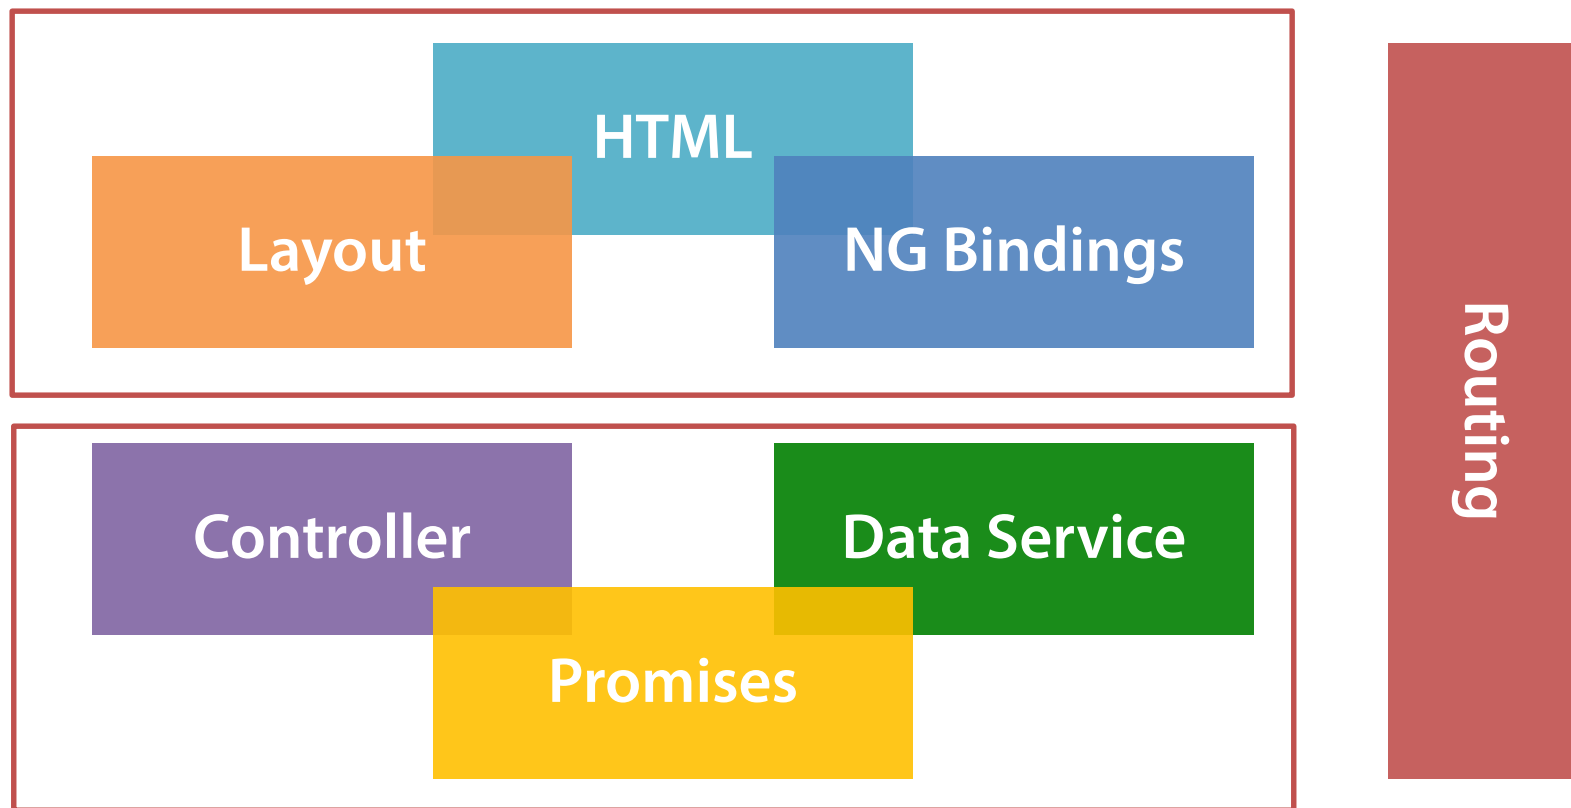 HTML
Layout
NG Bindings
Controller
Data Service
Promises
Routing